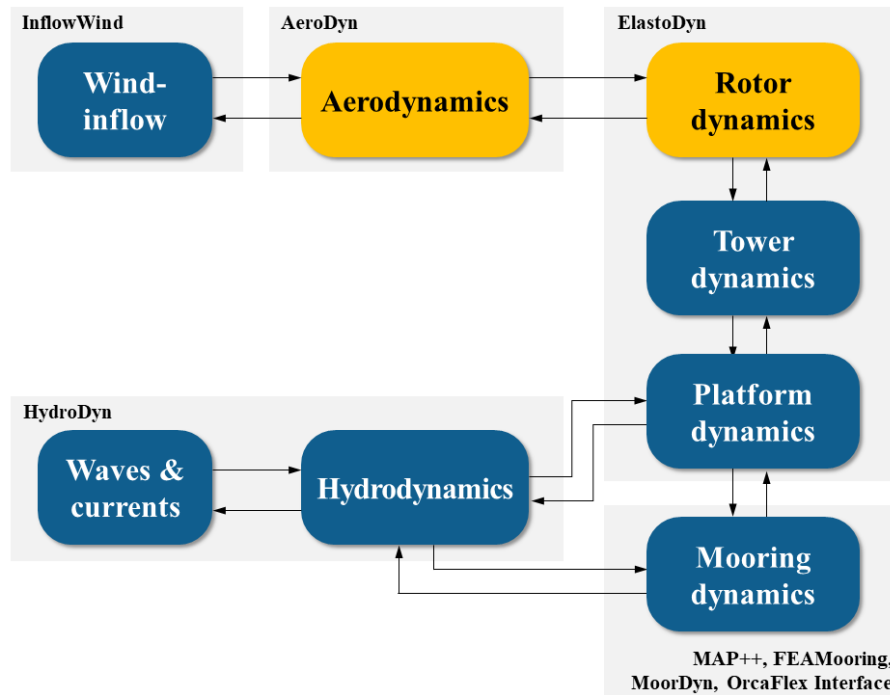 InflowWind
AeroDyn
ElastoDyn
Wind-
inflow
Aerodynamics
Rotor
dynamics
Tower
dynamics
Platform
dynamics
HydroDyn
Waves &
currents
Hydrodynamics
Mooring
dynamics
MAP++, FEAMooring,
MoorDyn, OrcaFlex Interface